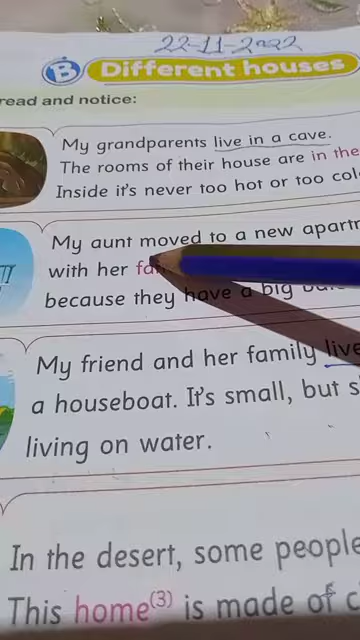 22-11-2022
B Different houses
read and notice:
My grandparents live in a cave.
The rooms of their house are in the
Inside it's never too hot or too
My aunt moved to a new
with her
because they have a big
My friend and her family live
a houseboat. It's small, but
living on water.
In the desert, some people
This home(3) is made of